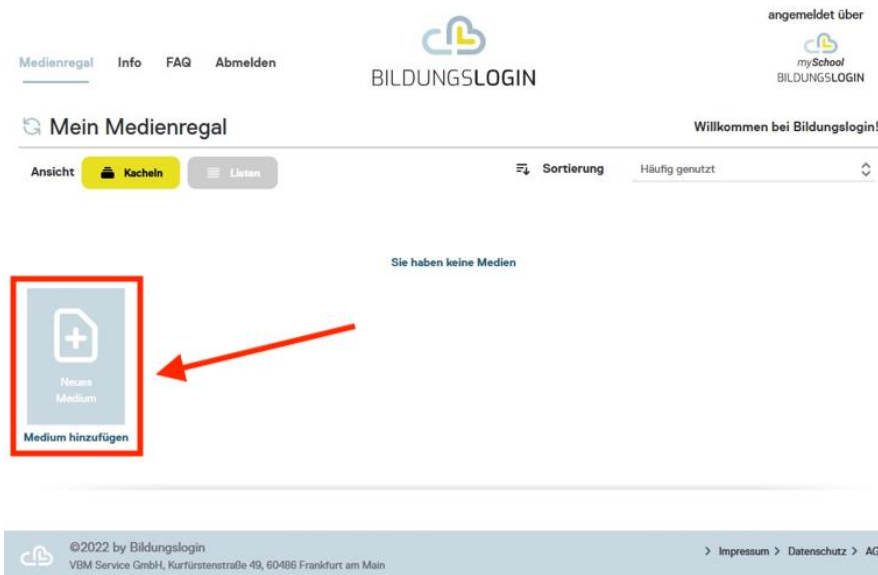 angemeldet über
mySchool
BILDUNGSLOGIN
Medienregal Info FAQ Abmelden
BILDUNGSLOGIN
Mein Medienregal
Willkommen bei Bildungslogin!
Ansicht Kacheln Listen Sortierung Häufig genutzt
Sie haben keine Medien
Neues
Medium
Medium hinzufügen
©2022 by Bildungslogin
VBM Service GmbH, Kurfürstenstraße 49, 60486 Frankfurt am Main
> Impressum > Datenschutz > AG